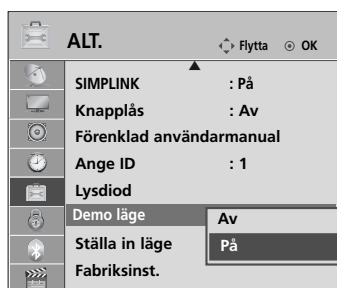 ALT. Flytta OK
SIMPLINK : På
Knapplås : Av
Förenklad användarmanual
Ange ID : 1
Lysdiod
Demo läge Av
Ställa in läge På
Fabriksinst.